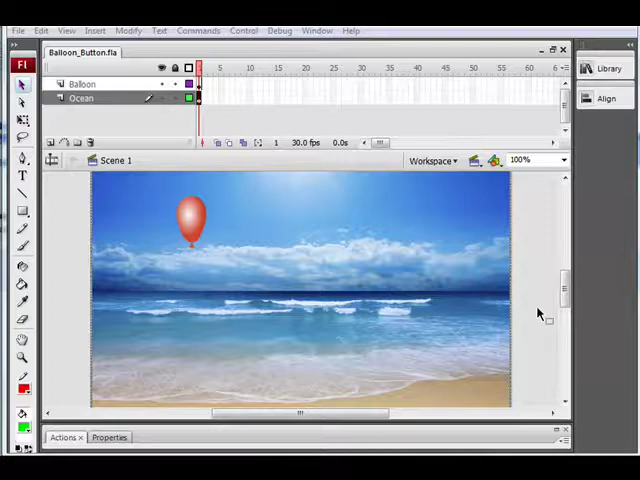 File Edit View Insert Modify Text Commands Control Debug Window Help
Balloon_Button.fla
Fl
5 10 15 20 25 30 35 40 45 50 55 60 65
Balloon
Ocean
1 30.0 fps 0.0s
Scene 1
Workspace
100%
Library
Align
T
Actions
Properties